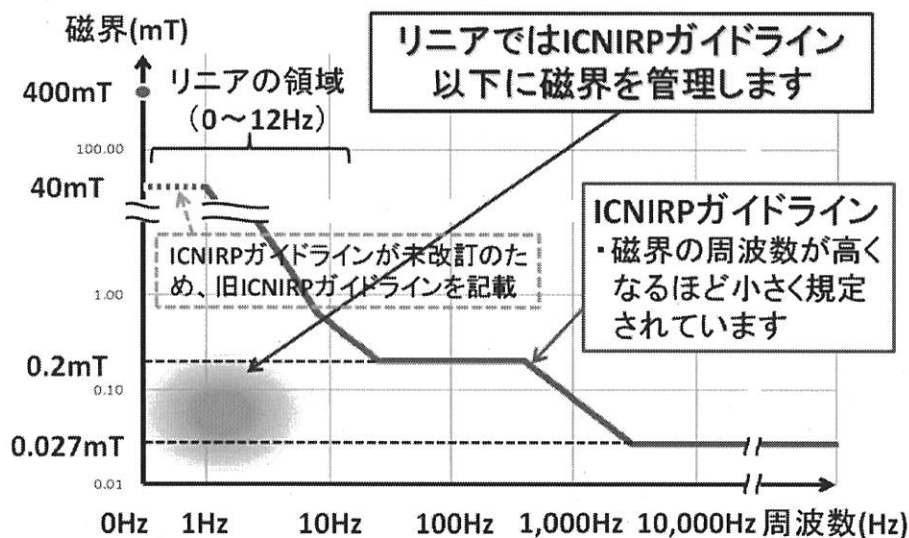 磁界(mT)
リニアではICNIRPガイドライン
以下に磁界を管理します
400mT
リニアの領域
(0～12Hz)
100.00
40mT
ICNIRPガイドライン
・磁界の周波数が高く
なるほど小さく規定
されています
ICNIRPガイドラインが未改訂のた
め、旧ICNIRPガイドラインを記載
1.00
0.2mT
0.10
0.027mT
0.01
0Hz 1Hz 10Hz 100Hz 1,000Hz 10,000Hz 周波数(Hz)